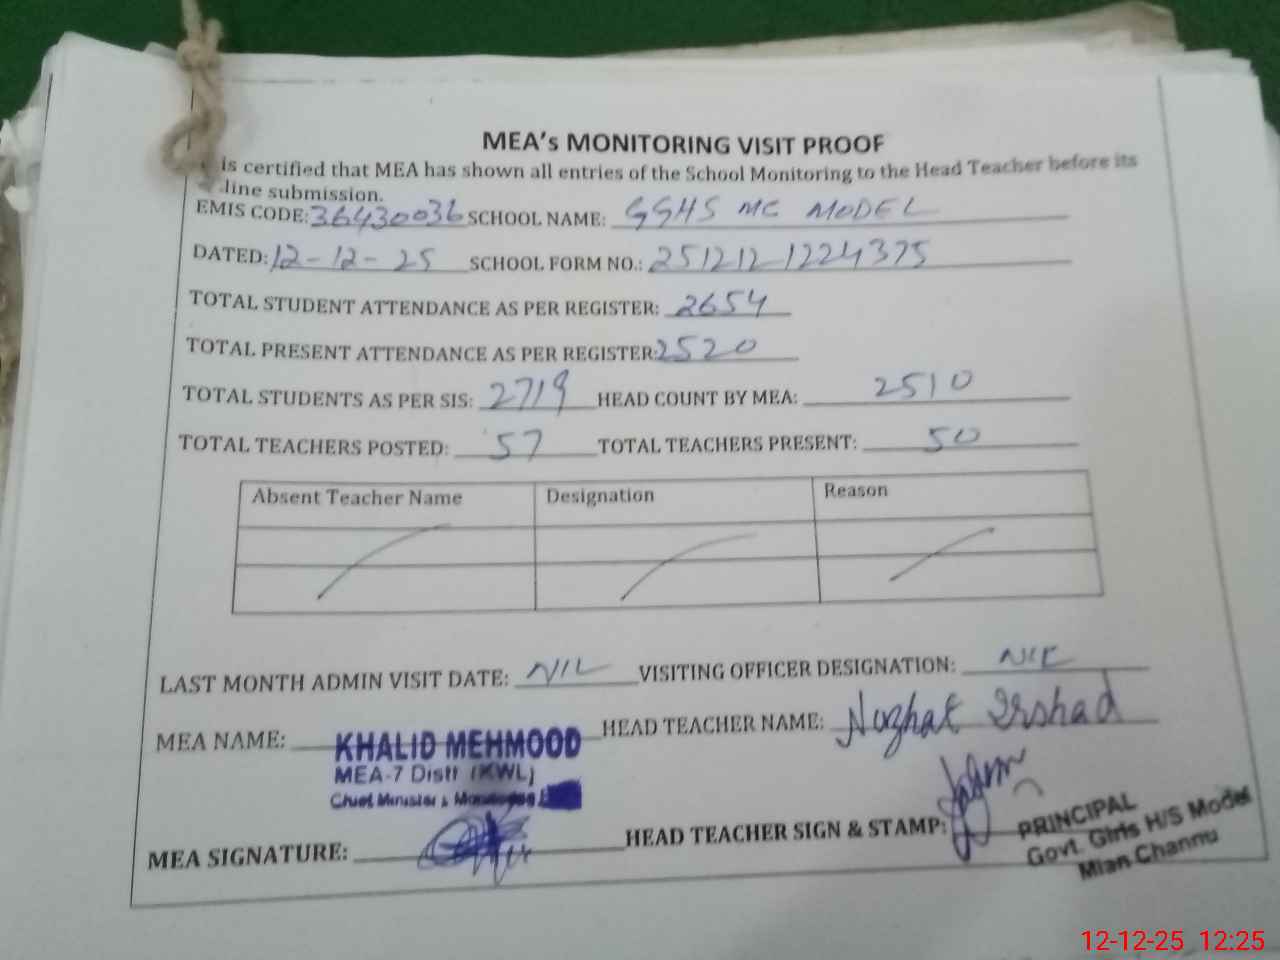 MEA's MONITORING VISIT PROOF
is certified that MEA has shown all entries of the School Monitoring to the Head Teacher before its
line submission.
EMIS CODE: 36430036 SCHOOL NAME: GGHS MC MODEL
DATED: 12-12-25 SCHOOL FORM NO.: 251212 1224375
TOTAL STUDENT ATTENDANCE AS PER REGISTER: 2654
TOTAL PRESENT ATTENDANCE AS PER REGISTER: 2520
TOTAL STUDENTS AS PER SIS: 2719 HEAD COUNT BY MEA: 2510
TOTAL TEACHERS POSTED: 57 TOTAL TEACHERS PRESENT: 50
Absent Teacher Name Designation Reason
LAST MONTH ADMIN VISIT DATE: NIL VISITING OFFICER DESIGNATION: NIL
MEA NAME: KHALID MEHMOOD HEAD TEACHER NAME: Nuzhat Irshad
MEA-7 Distt (KWL)
Chief Minister's Monitoring
MEA SIGNATURE: HEAD TEACHER SIGN & STAMP:
PRINCIPAL
Govt. Girls H/S Model
Mian Channu
12-12-25 12:25